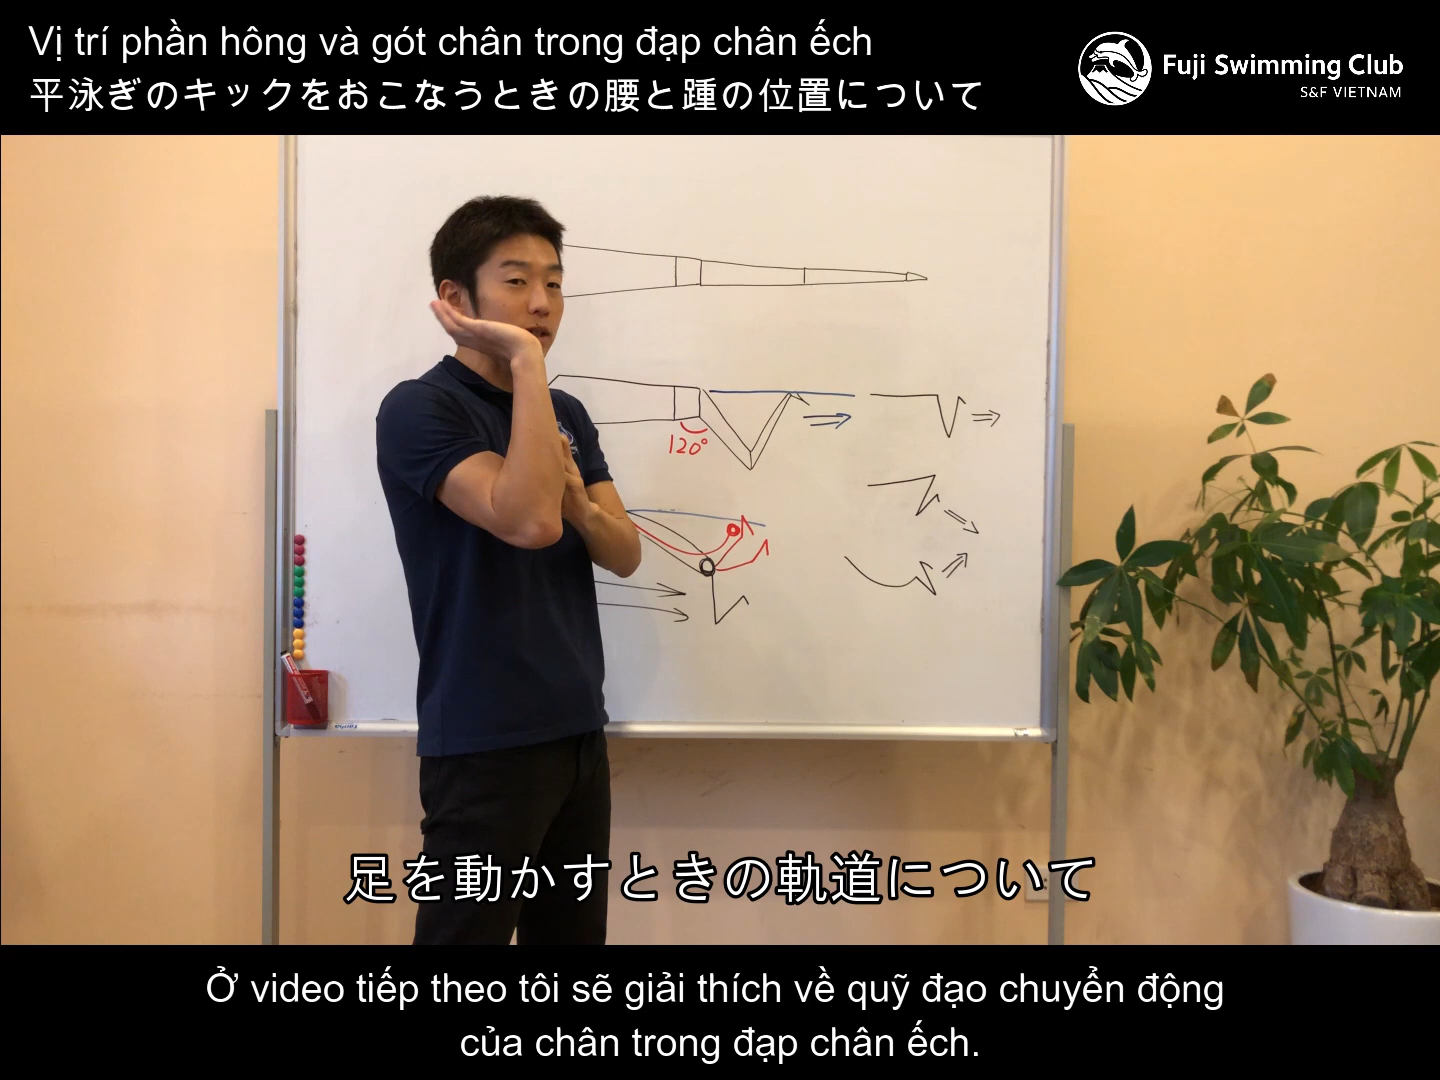 Vị trí phần hông và gót chân trong đạp chân ếch
平泳ぎのキックをおこなうときの腰と踵の位置について
Fuji Swimming Club
S&F VIETNAM
120°
足を動かすときの軌道について
Ở video tiếp theo tôi sẽ giải thích về quỹ đạo chuyển động
của chân trong đạp chân ếch.